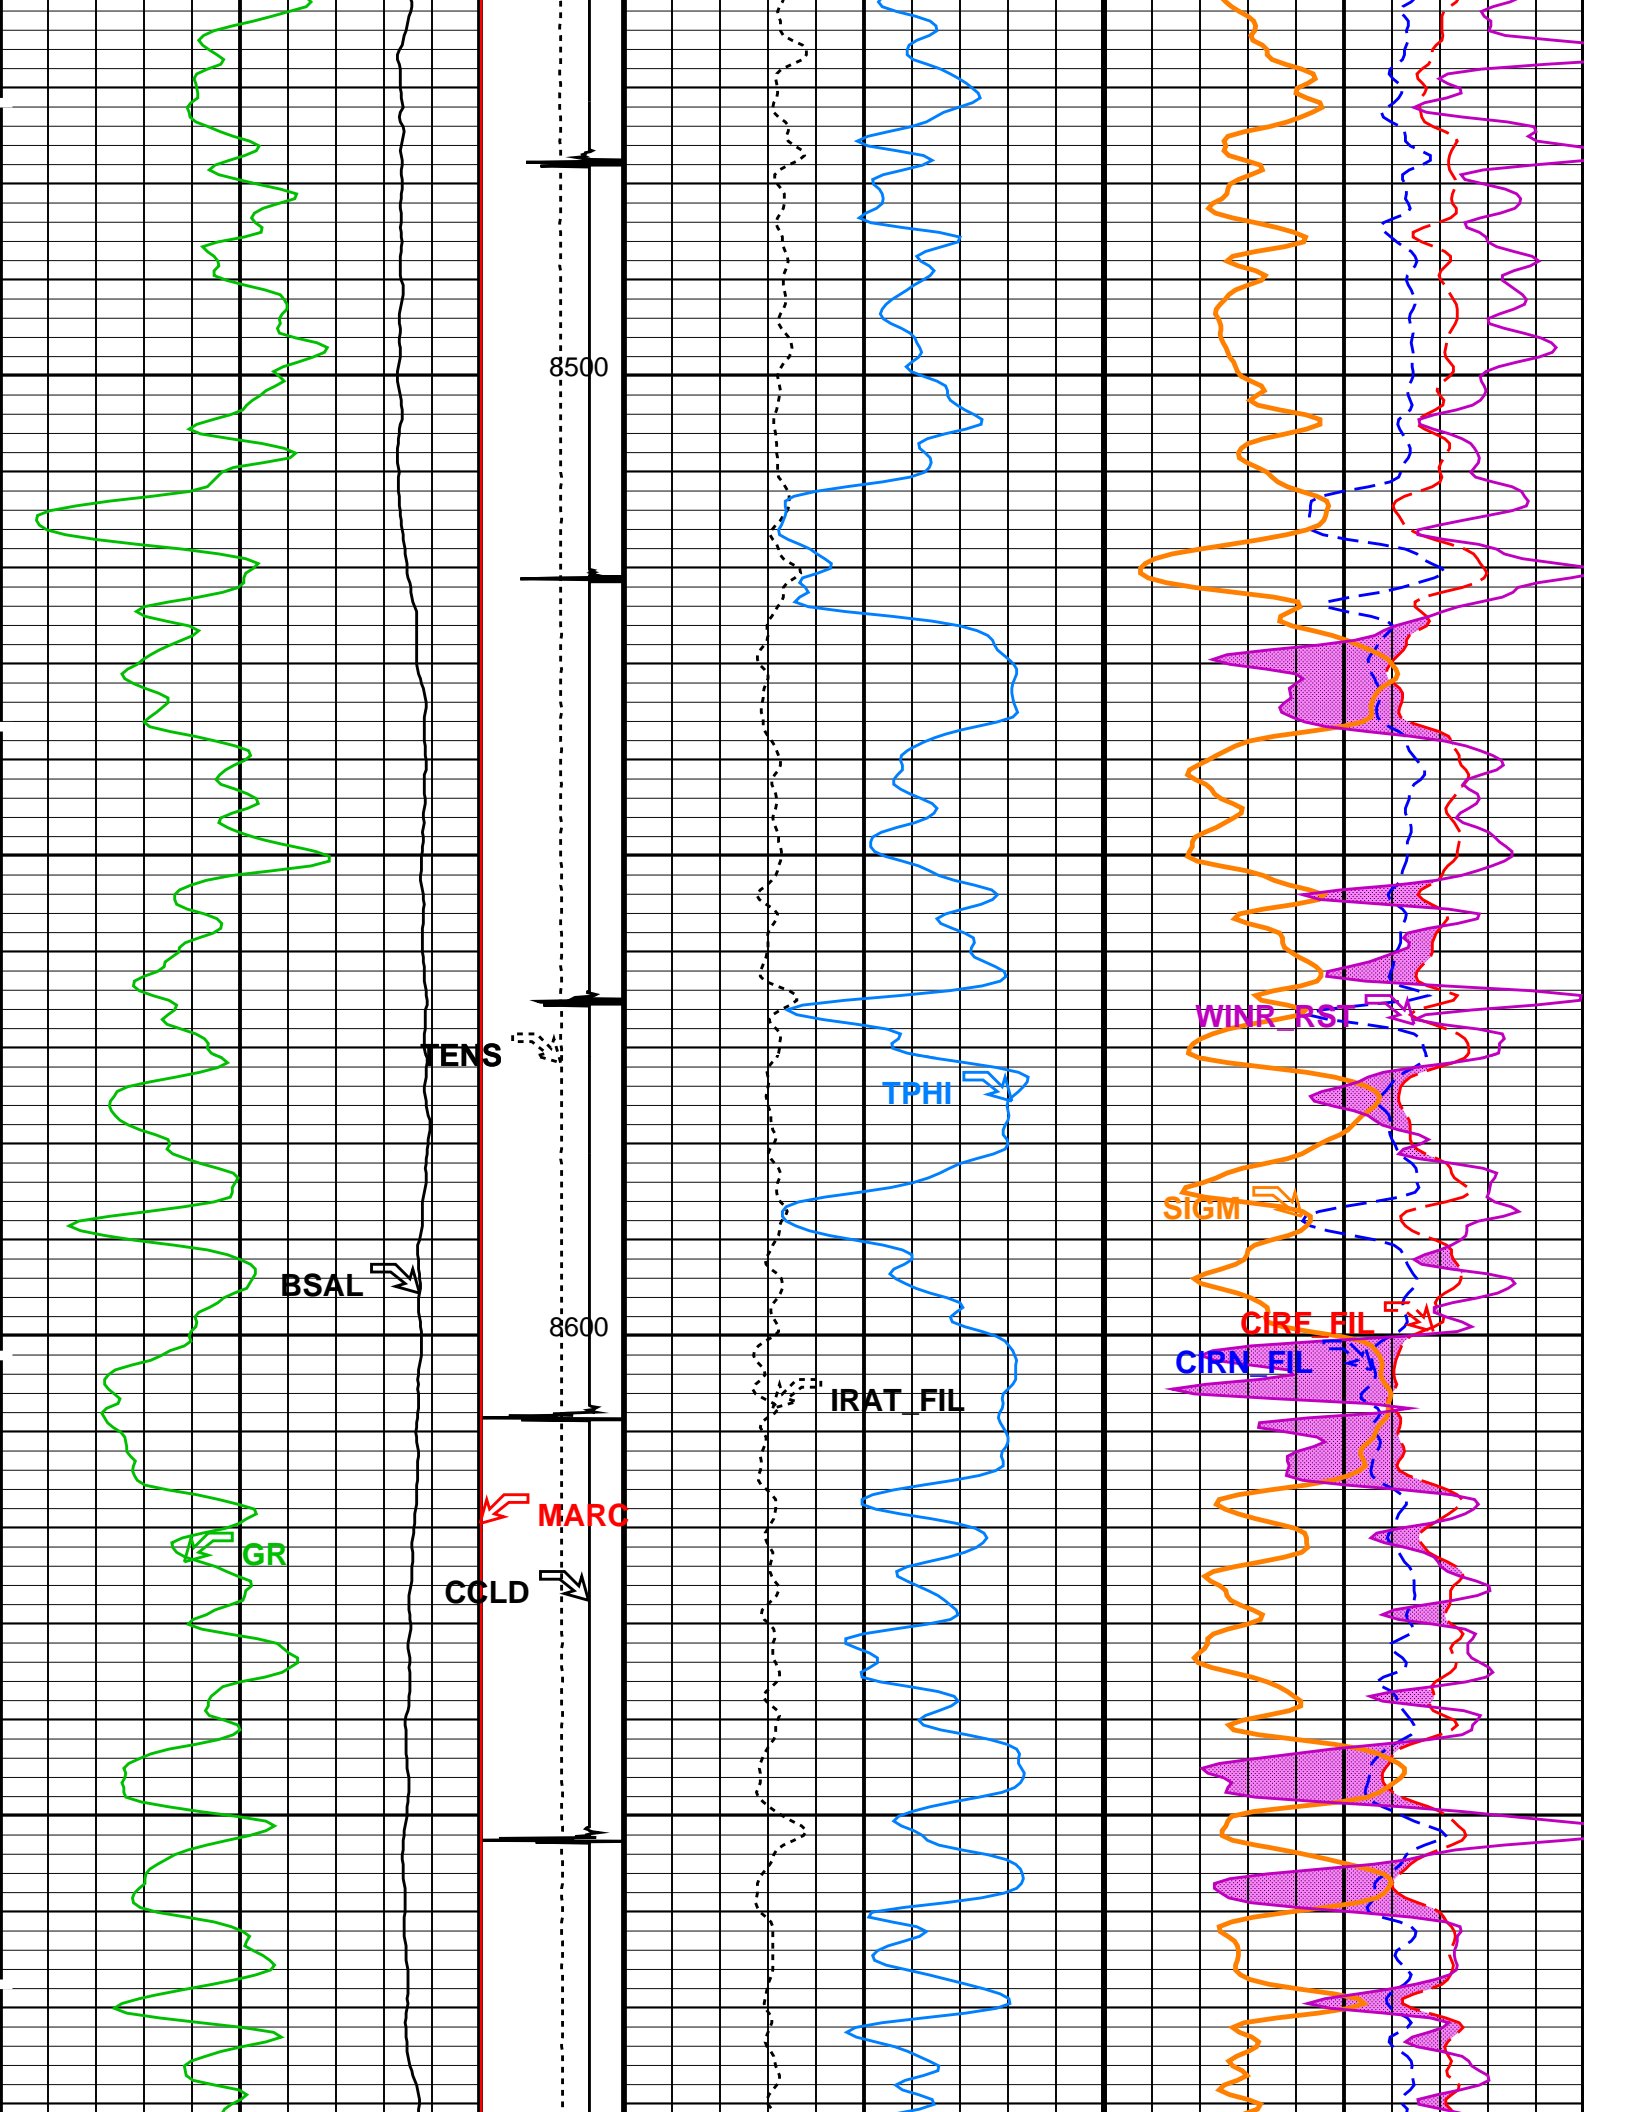 8500
WINR_RST
TENS
TPHI
SIGM
BSAL
CIRF_FIL
8600
CIRN_FIL
IRAT_FIL
MARC
GR
CCLD